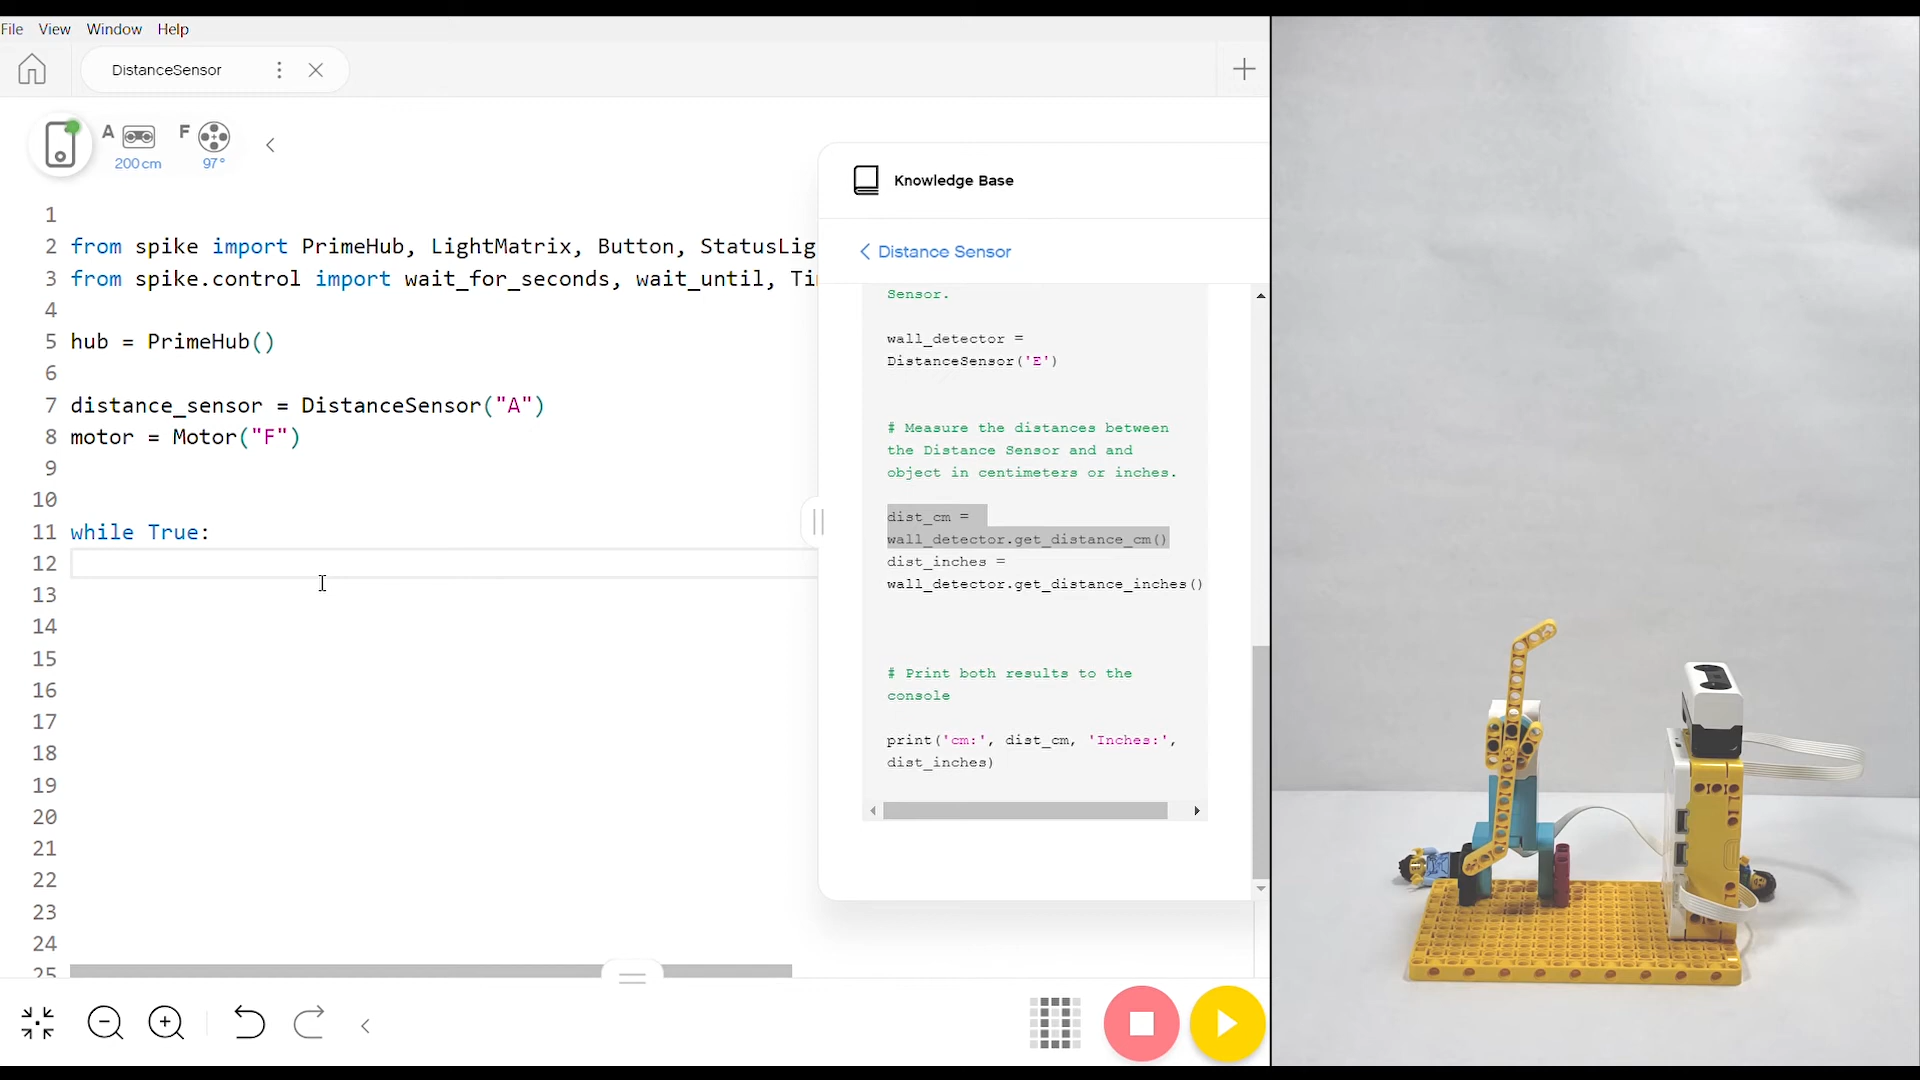 File View Window Help
DistanceSensor
A
200 cm
F
97°
Knowledge Base
Distance Sensor
1
2 from spike import PrimeHub, LightMatrix, Button, StatusLig
3 from spike.control import wait_for_seconds, wait_until, Ti
4
5 hub = PrimeHub()
6
7 distance_sensor = DistanceSensor("A")
8 motor = Motor("F")
9
10
11 while True:
12
13
14
15
16
17
18
19
20
21
22
23
24
25
Sensor.
wall_detector =
DistanceSensor('E')
# Measure the distances between
the Distance Sensor and and
object in centimeters or inches.
dist_cm =
wall_detector.get_distance_cm()
dist_inches =
wall_detector.get_distance_inches()
# Print both results to the
console
print('cm:', dist_cm, 'Inches:',
dist_inches)